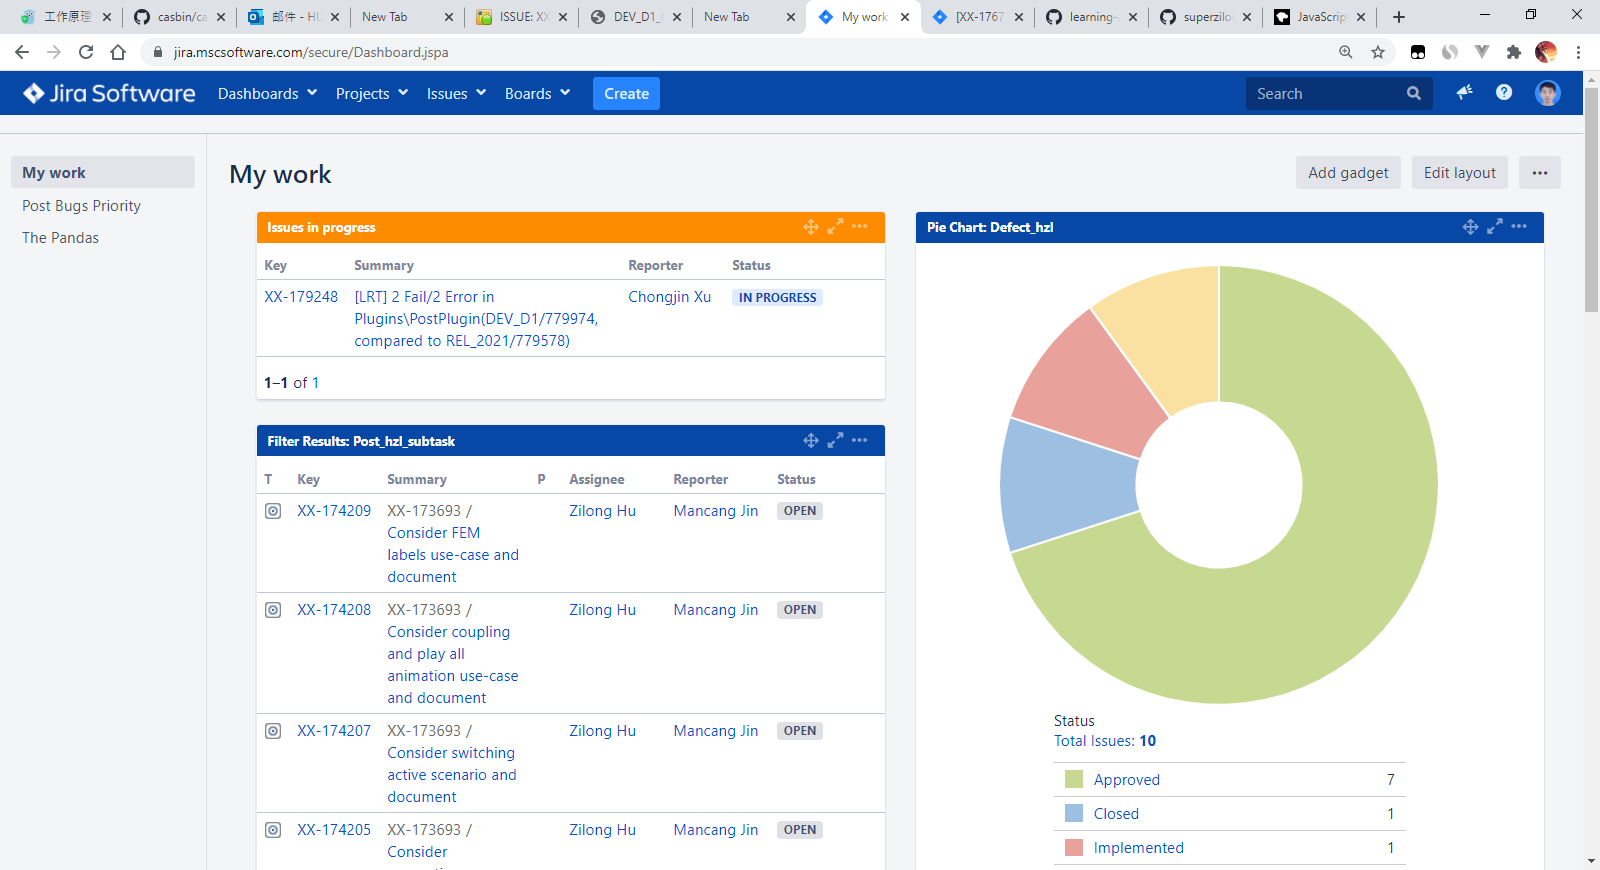 工作原理
casbin/ca
邮件 - HU
New Tab
ISSUE: XX
DEV_D1_
New Tab
My work
[XX-1767
learning-
superzilo
JavaScrip
jira.mscsoftware.com/secure/Dashboard.jspa
Jira Software
Dashboards
Projects
Issues
Boards
Create
Search
My work
Post Bugs Priority
The Pandas
My work
Add gadget
Edit layout
Issues in progress
Key Summary Reporter Status
XX-179248 [LRT] 2 Fail/2 Error in Chongjin Xu IN PROGRESS
Plugins\PostPlugin(DEV_D1/779974,
compared to REL_2021/779578)
1–1 of 1
Filter Results: Post_hzl_subtask
T Key Summary P Assignee Reporter Status
XX-174209 XX-173693 / Zilong Hu Mancang Jin OPEN
Consider FEM
labels use-case and
document
XX-174208 XX-173693 / Zilong Hu Mancang Jin OPEN
Consider coupling
and play all
animation use-case
and document
XX-174207 XX-173693 / Zilong Hu Mancang Jin OPEN
Consider switching
active scenario and
document
XX-174205 XX-173693 / Zilong Hu Mancang Jin OPEN
Consider
Pie Chart: Defect_hzl
Status
Total Issues: 10
Approved 7
Closed 1
Implemented 1